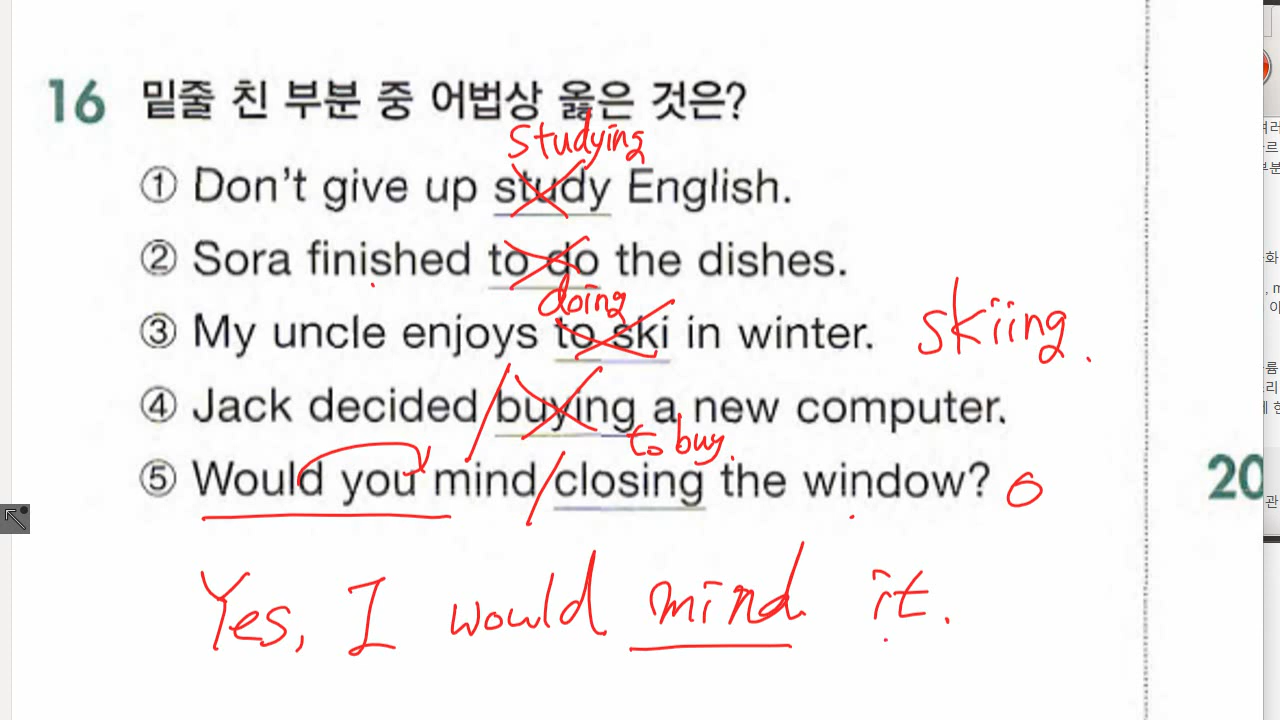 16 밑줄 친 부분 중 어법상 옳은 것은?
studying
① Don't give up study English.
② Sora finished to do the dishes.
doing
③ My uncle enjoys to ski in winter. skiing.
④ Jack decided buying a new computer.
to buy.
⑤ Would you mind closing the window? O
20
Yes, I would mind it.